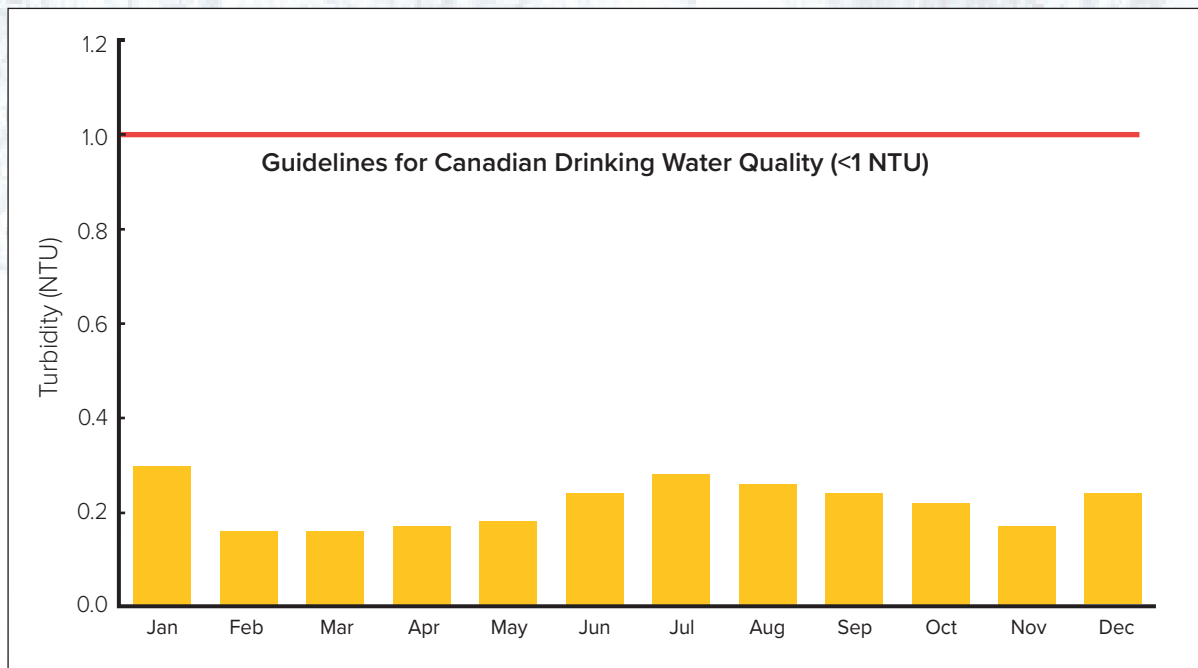 1.2
1.0
Guidelines for Canadian Drinking Water Quality (<1 NTU)
0.8
0.6
0.4
0.2
0.0
Turbidity (NTU)
Jan Feb Mar Apr May Jun Jul Aug Sep Oct Nov Dec